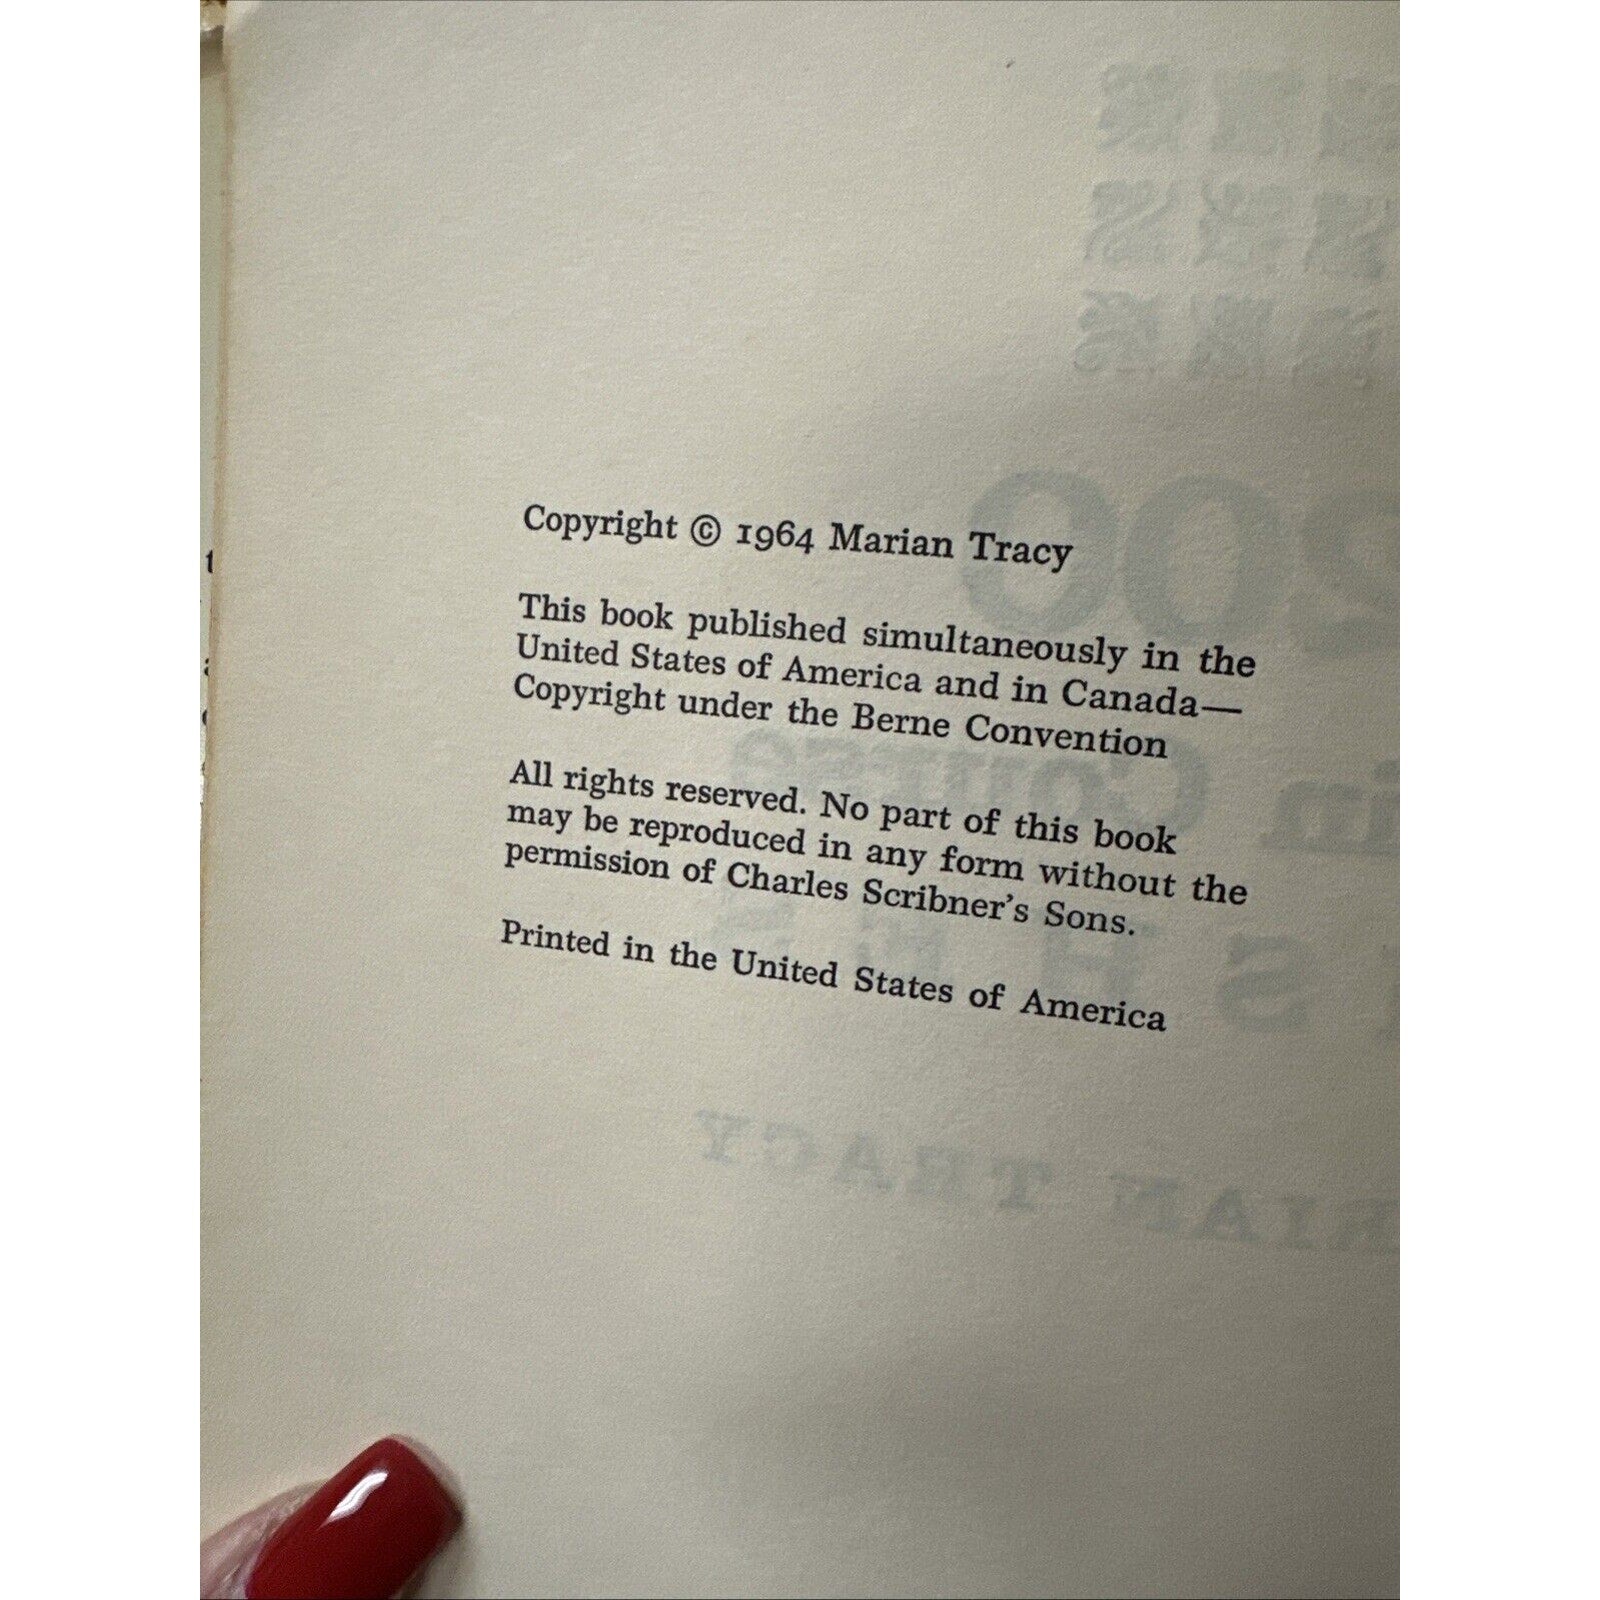 Copyright © 1964 Marian Tracy
This book published simultaneously in the
United States of America and in Canada—
Copyright under the Berne Convention
All rights reserved. No part of this book
may be reproduced in any form without the
permission of Charles Scribner's Sons.
Printed in the United States of America